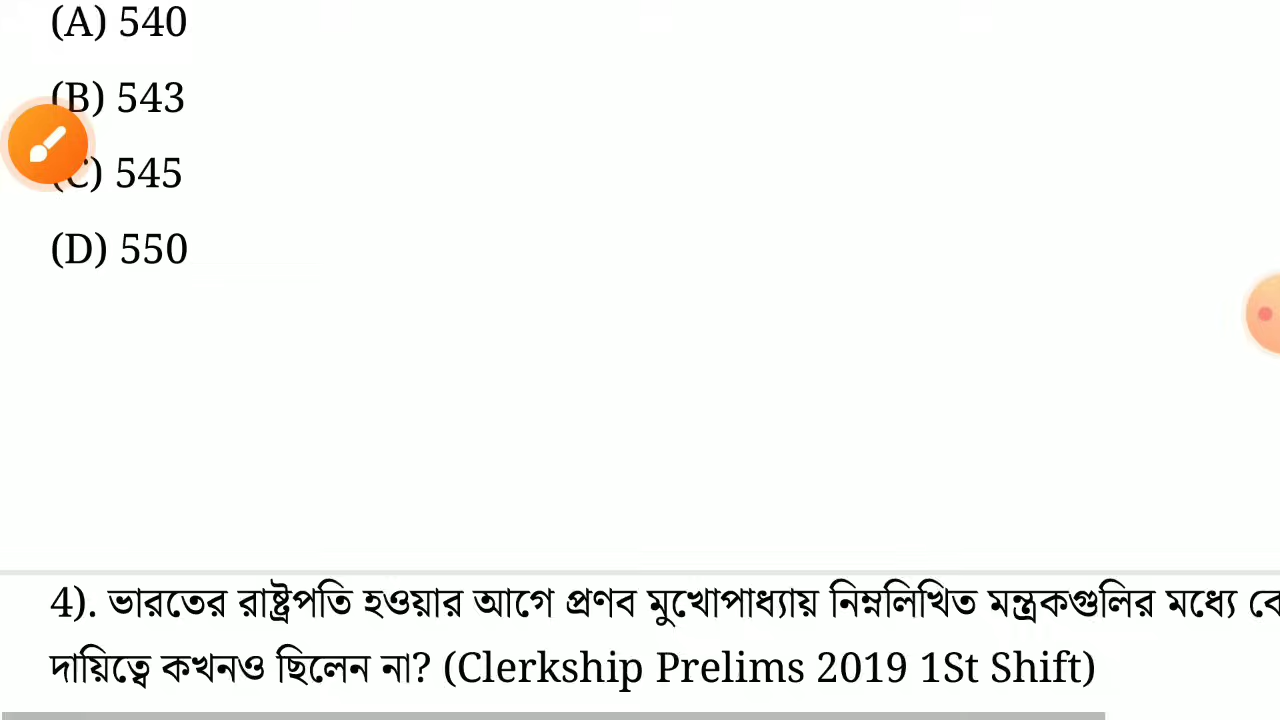 (A) 540
(B) 543
(C) 545
(D) 550
4). ভারতের রাষ্ট্রপতি হওয়ার আগে প্রণব মুখোপাধ্যায় নিম্নলিখিত মন্ত্রকগুলির মধ্যে
দায়িত্বে কখনও ছিলেন না? (Clerkship Prelims 2019 1St Shift)